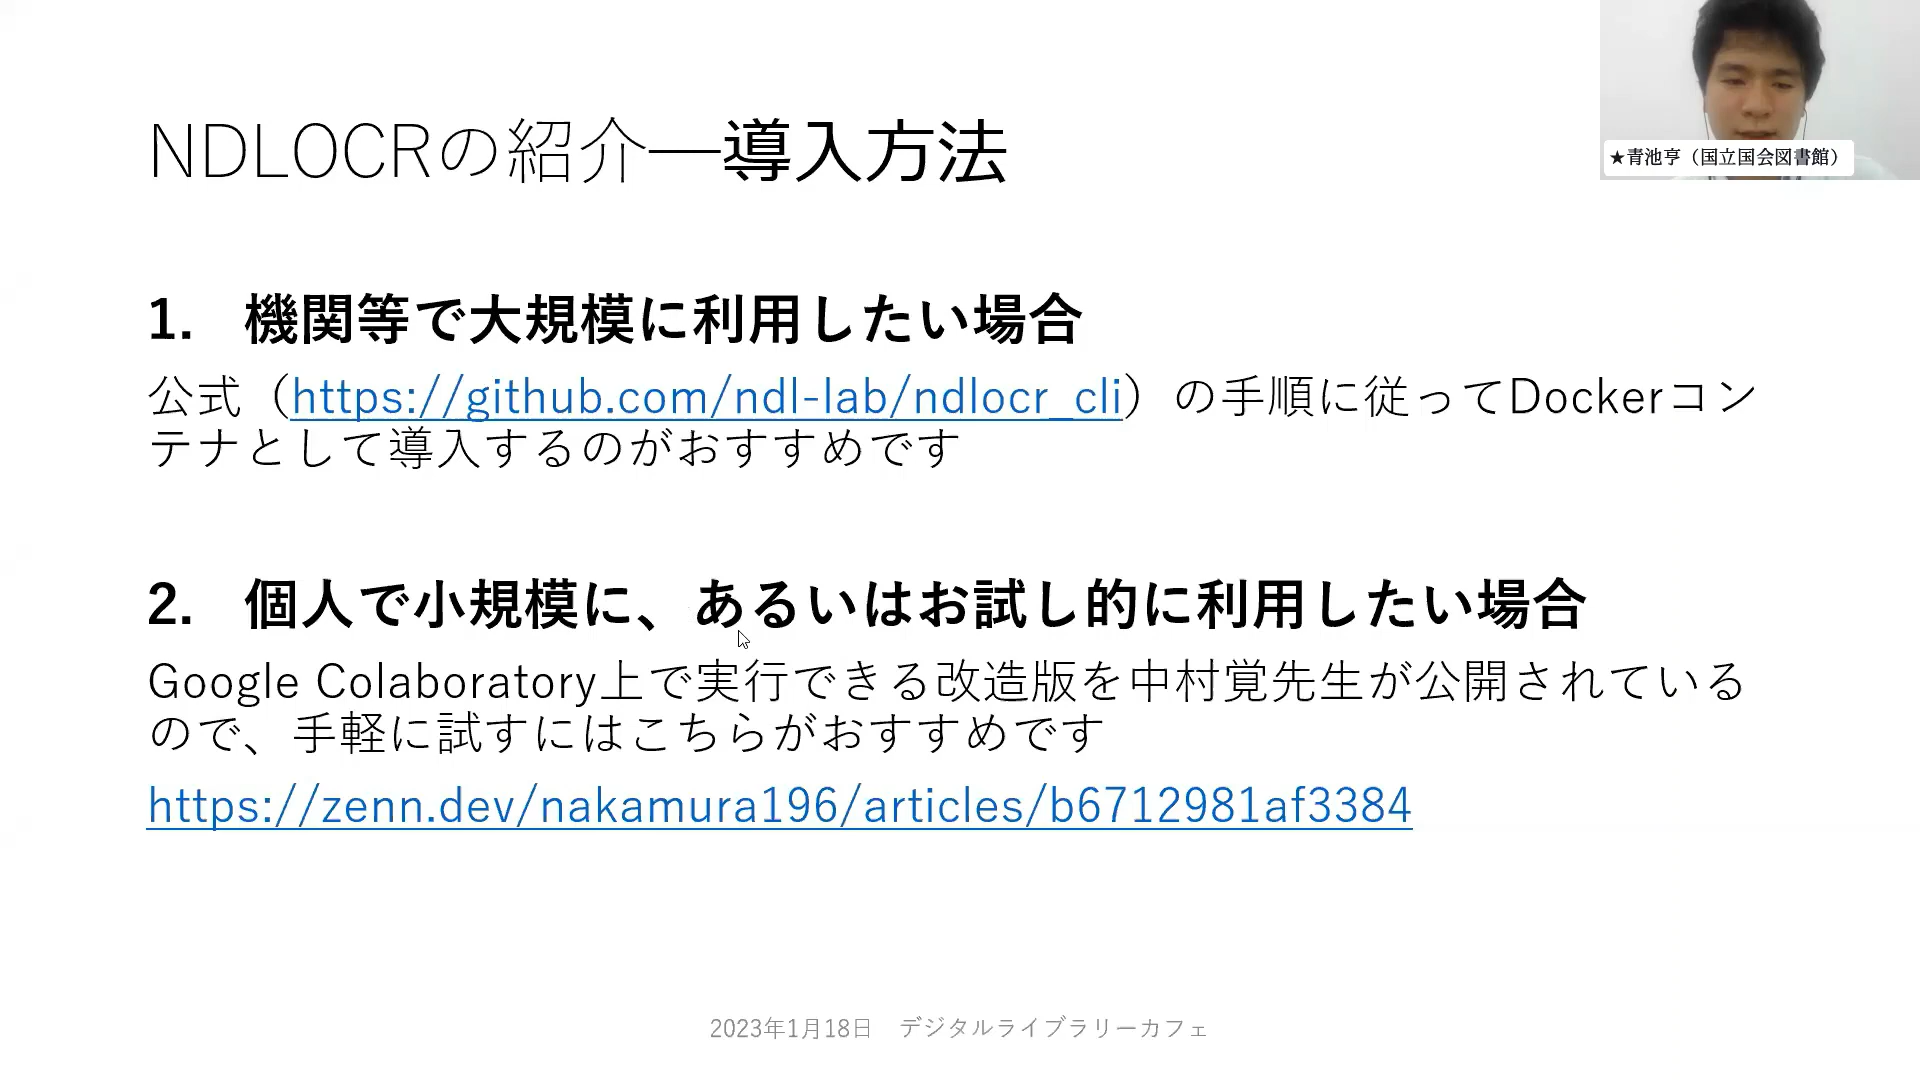 NDLOCRの紹介―導入方法
★青池亨（国立国会図書館）
1. 機関等で大規模に利用したい場合
公式（https://github.com/ndl-lab/ndlocr_cli）の手順に従ってDockerコン
テナとして導入するのがおすすめです
2. 個人で小規模に、あるいはお試し的に利用したい場合
Google Colaboratory上で実行できる改造版を中村覚先生が公開されている
ので、手軽に試すにはこちらがおすすめです
https://zenn.dev/nakamura196/articles/b6712981af3384
2023年1月18日　デジタルライブラリーカフェ